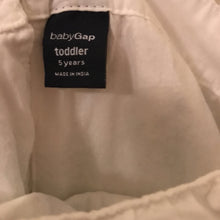 babyGap
toddler
5 years
MADE IN INDIA